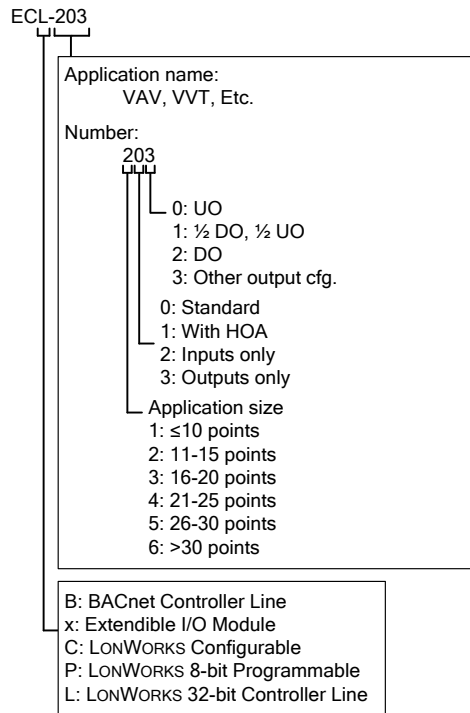 ECL-203
Application name:
VAV, VVT, Etc.
Number:
203
0: UO
1: ½ DO, ½ UO
2: DO
3: Other output cfg.
0: Standard
1: With HOA
2: Inputs only
3: Outputs only
Application size
1: ≤10 points
2: 11-15 points
3: 16-20 points
4: 21-25 points
5: 26-30 points
6: >30 points
B: BACnet Controller Line
x: Extendible I/O Module
C: LONWORKS Configurable
P: LONWORKS 8-bit Programmable
L: LONWORKS 32-bit Controller Line